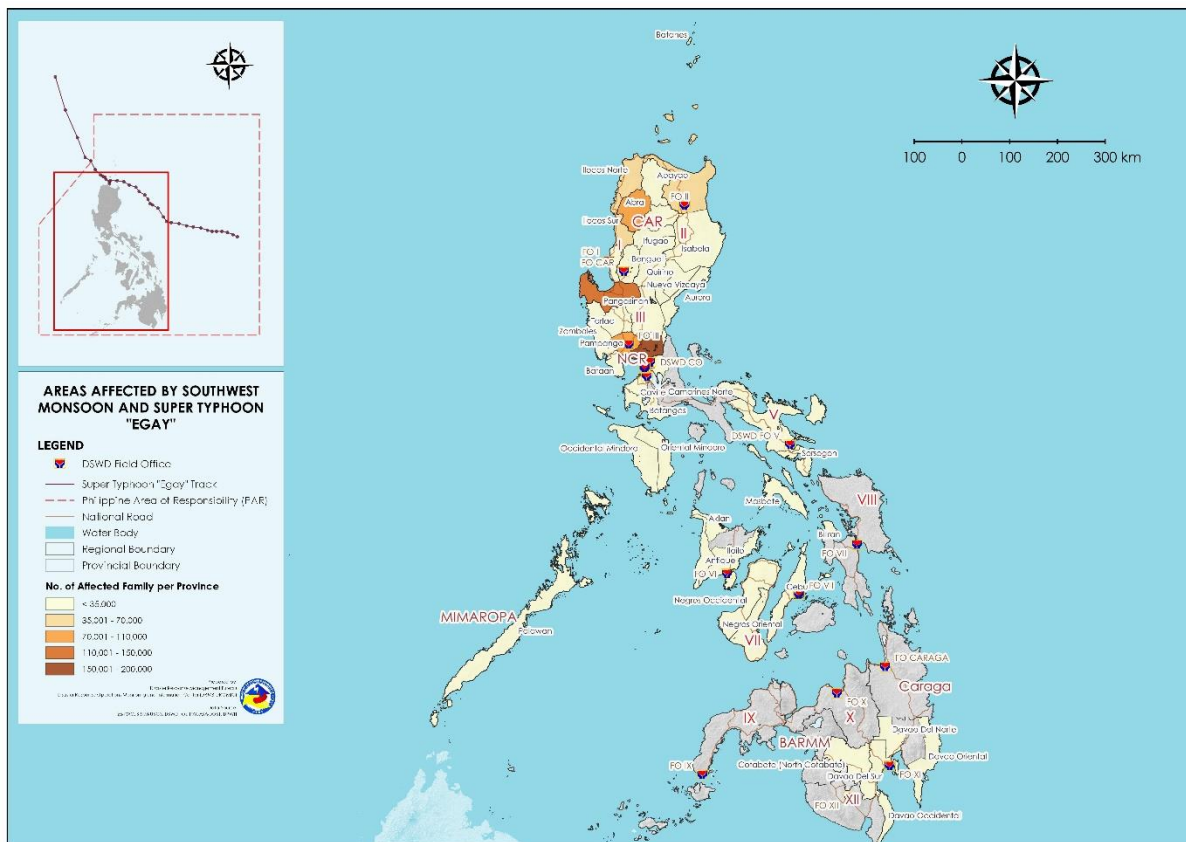 AREAS AFFECTED BY SOUTHWEST
MONSOON AND SUPER TYPHOON
"EGAY"
LEGEND
DSWD Field Office
Super Typhoon "Egay" Track
Philippine Area of Responsibility (PAR)
National Road
Water Body
Regional Boundary
Provincial Boundary
No. of Affected Family per Province
< 35,000
35,001 - 70,000
70,001 - 110,000
110,001 - 150,000
150,001 - 200,000
100 0 100 200 300 km
Batanes
Ilocos Norte
Apayao
FO II
Abra
Ilocos Sur
CAR
II
I
Ifugao
Isabela
FO I
FO CAR
Benguet
Quirino
Nueva Vizcaya
Aurora
Pangasinan
III
Tarlac
Zambales
FO III
Pampanga
NCR
DSWD CO
Bataan
Cavite
Camarines Norte
Batangas
V
DSWD FO V
Occidental Mindoro
Oriental Mindoro
Sorsogon
Masbate
VIII
Aklan
Biliran
Iloilo
Antique
FO VI
Cebu
FO VII
Negros Occidental
Negros Oriental
VII
MIMAROPA
Palawan
FO CARAGA
Caraga
FO X
IX
X
BARMM
Davao Del Norte
Davao Oriental
Cotabato (North Cotabato)
FO IX
Davao Del Sur
FO XI
XII
FO XII
Davao Occidental